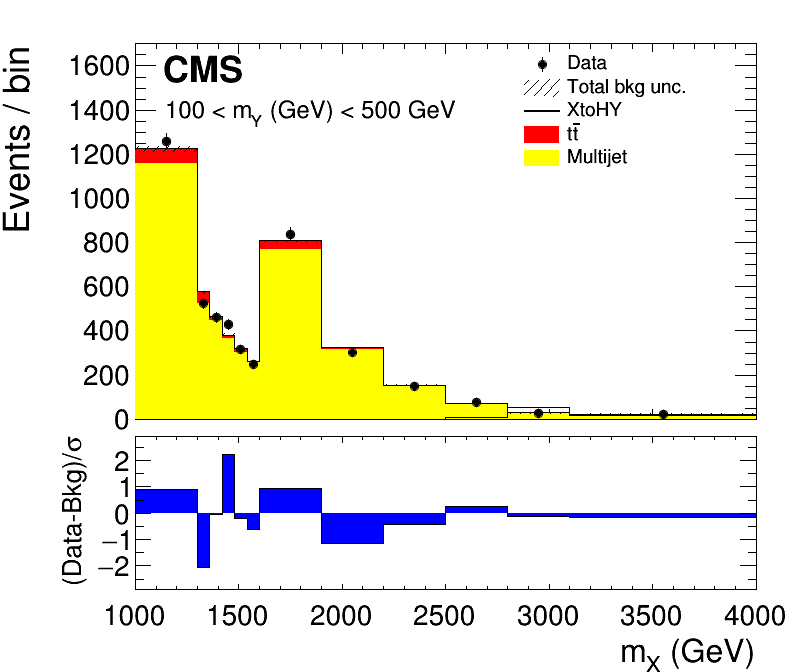 Events / bin
1600
1400
1200
1000
800
600
400
200
0
CMS
100 < m_Y (GeV) < 500 GeV
Data
Total bkg unc.
XtoHY
tt̄
Multijet
(Data-Bkg)/σ
2
1
0
−1
−2
1000 1500 2000 2500 3000 3500 4000
m_X (GeV)